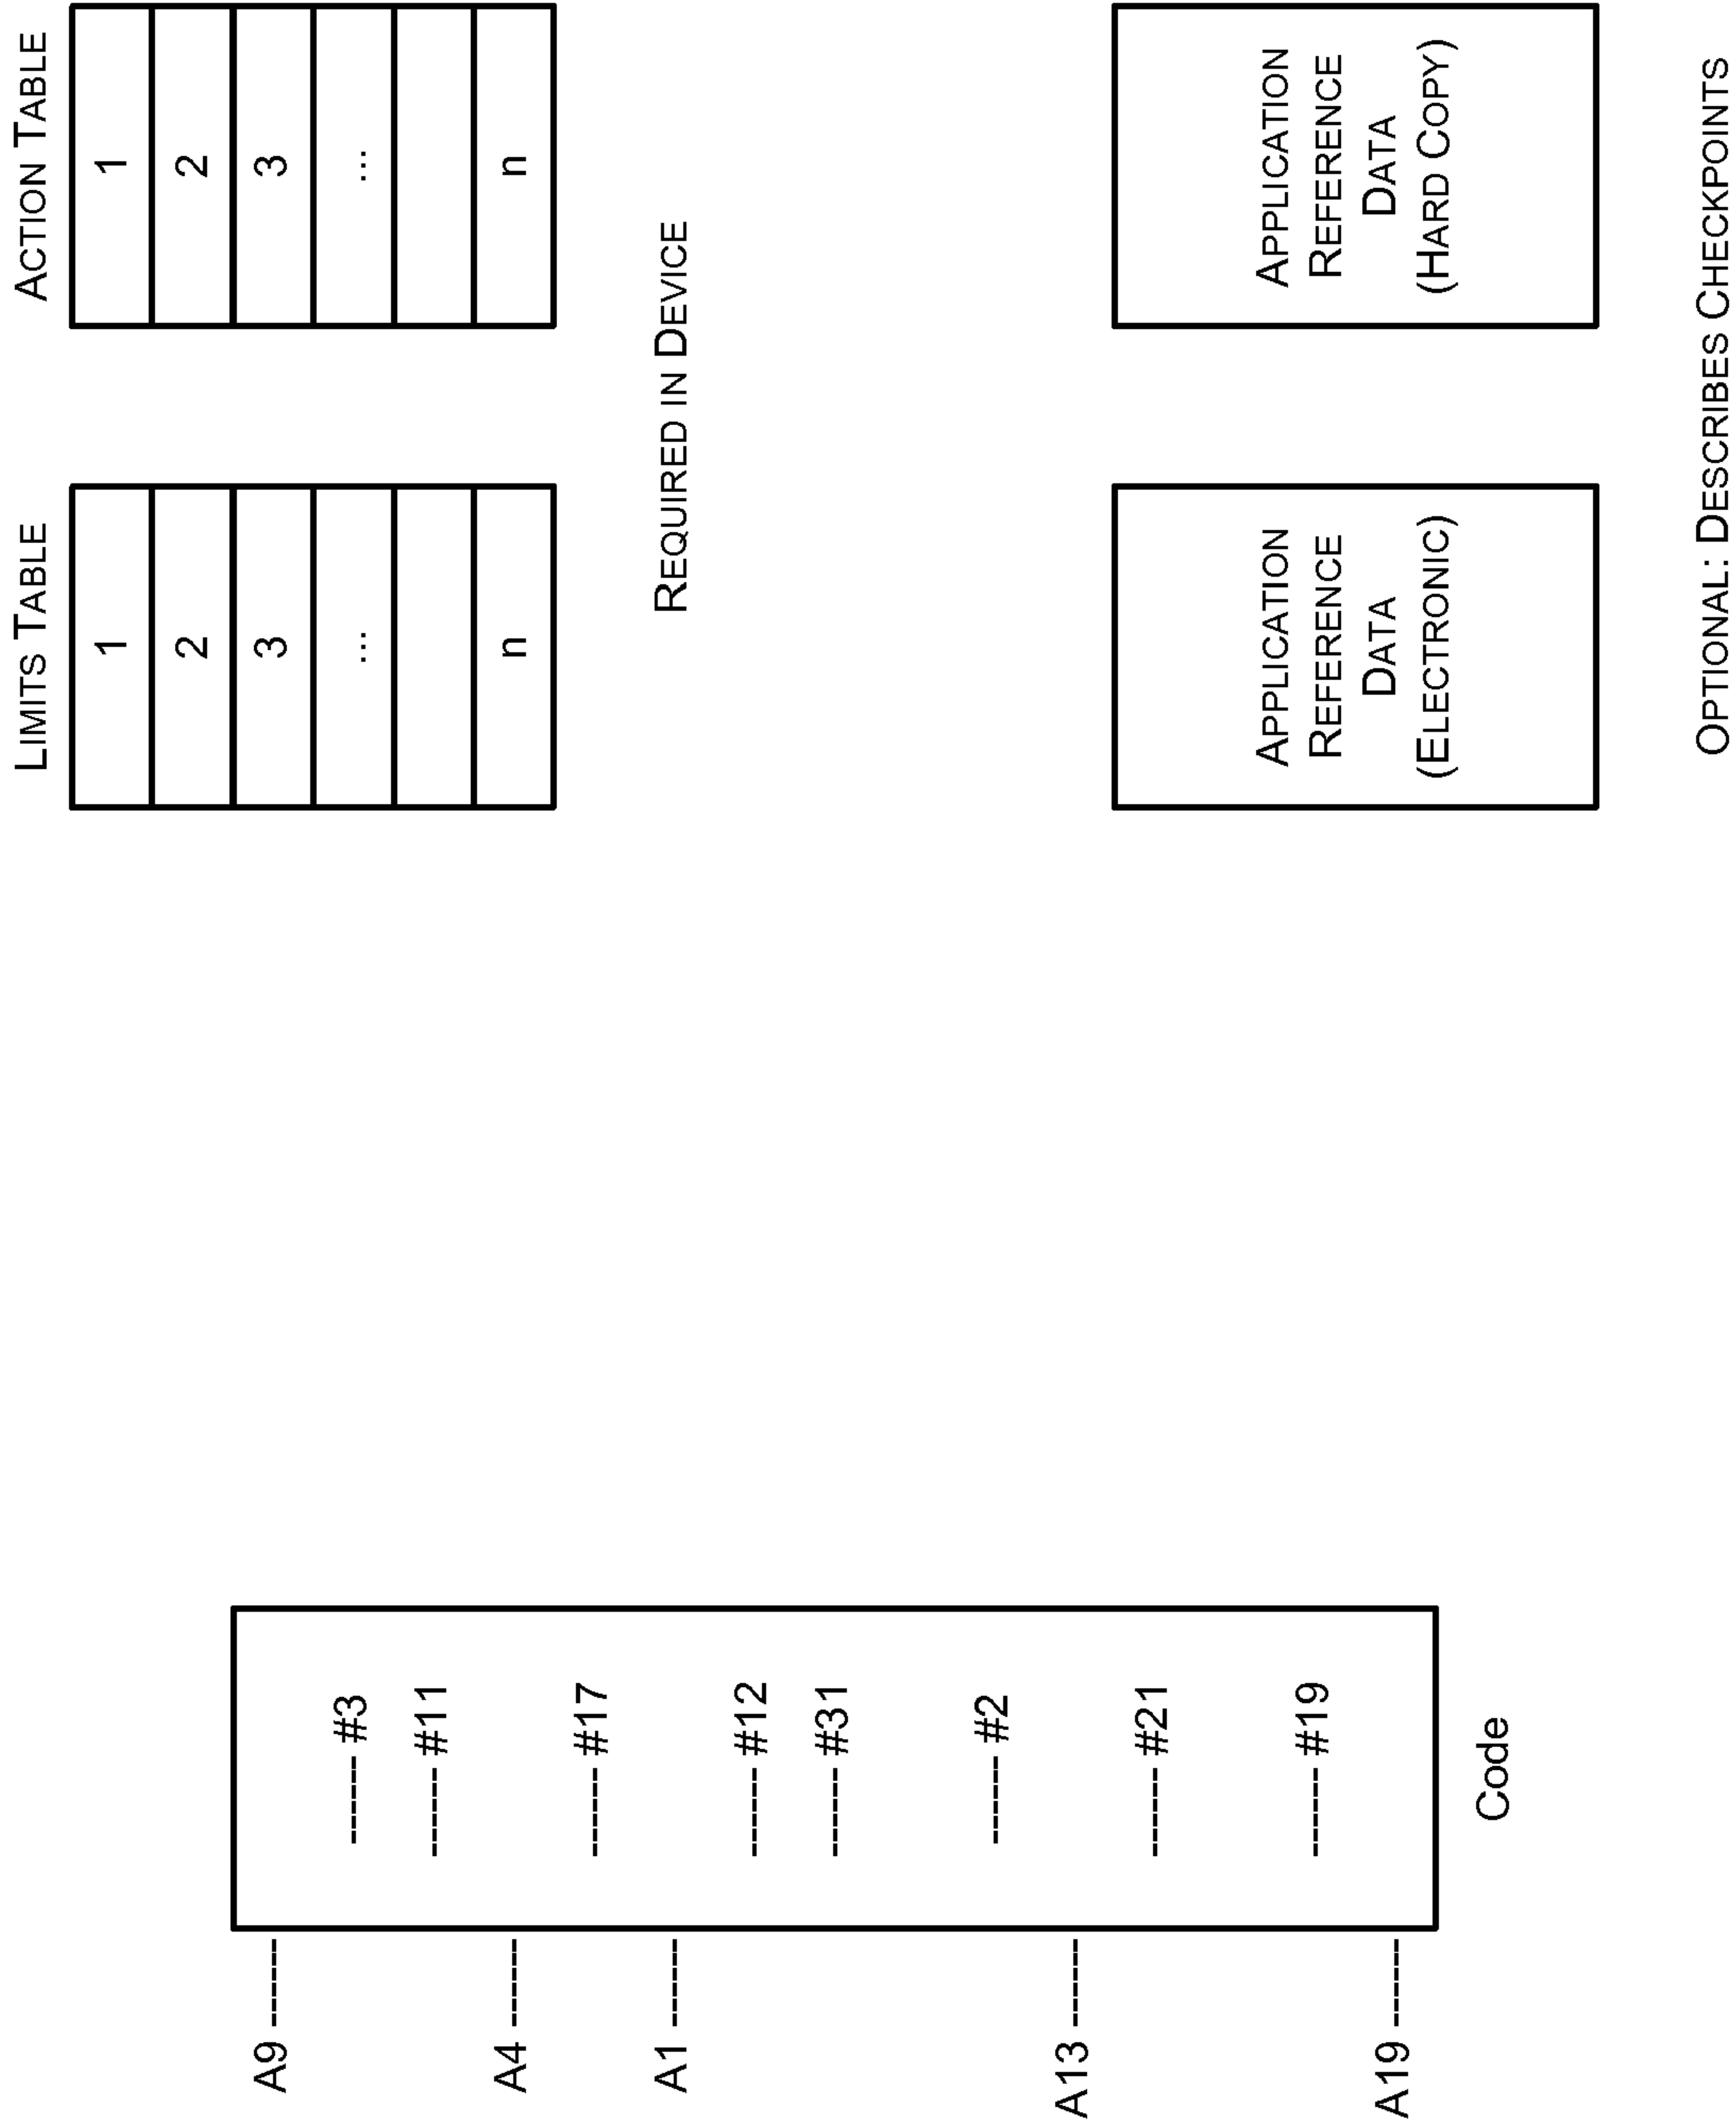 A9 ---------
A4 ---------
A1 ---------
A13 ---------
A19 ---------
--------- #3
--------- #11
--------- #17
--------- #12
--------- #31
--------- #2
--------- #21
--------- #19
Code
LIMITS TABLE
1
2
3
...
n
ACTION TABLE
1
2
3
...
n
REQUIRED IN DEVICE
APPLICATION
REFERENCE
DATA
(ELECTRONIC)
APPLICATION
REFERENCE
DATA
(HARD COPY)
OPTIONAL: DESCRIBES CHECKPOINTS